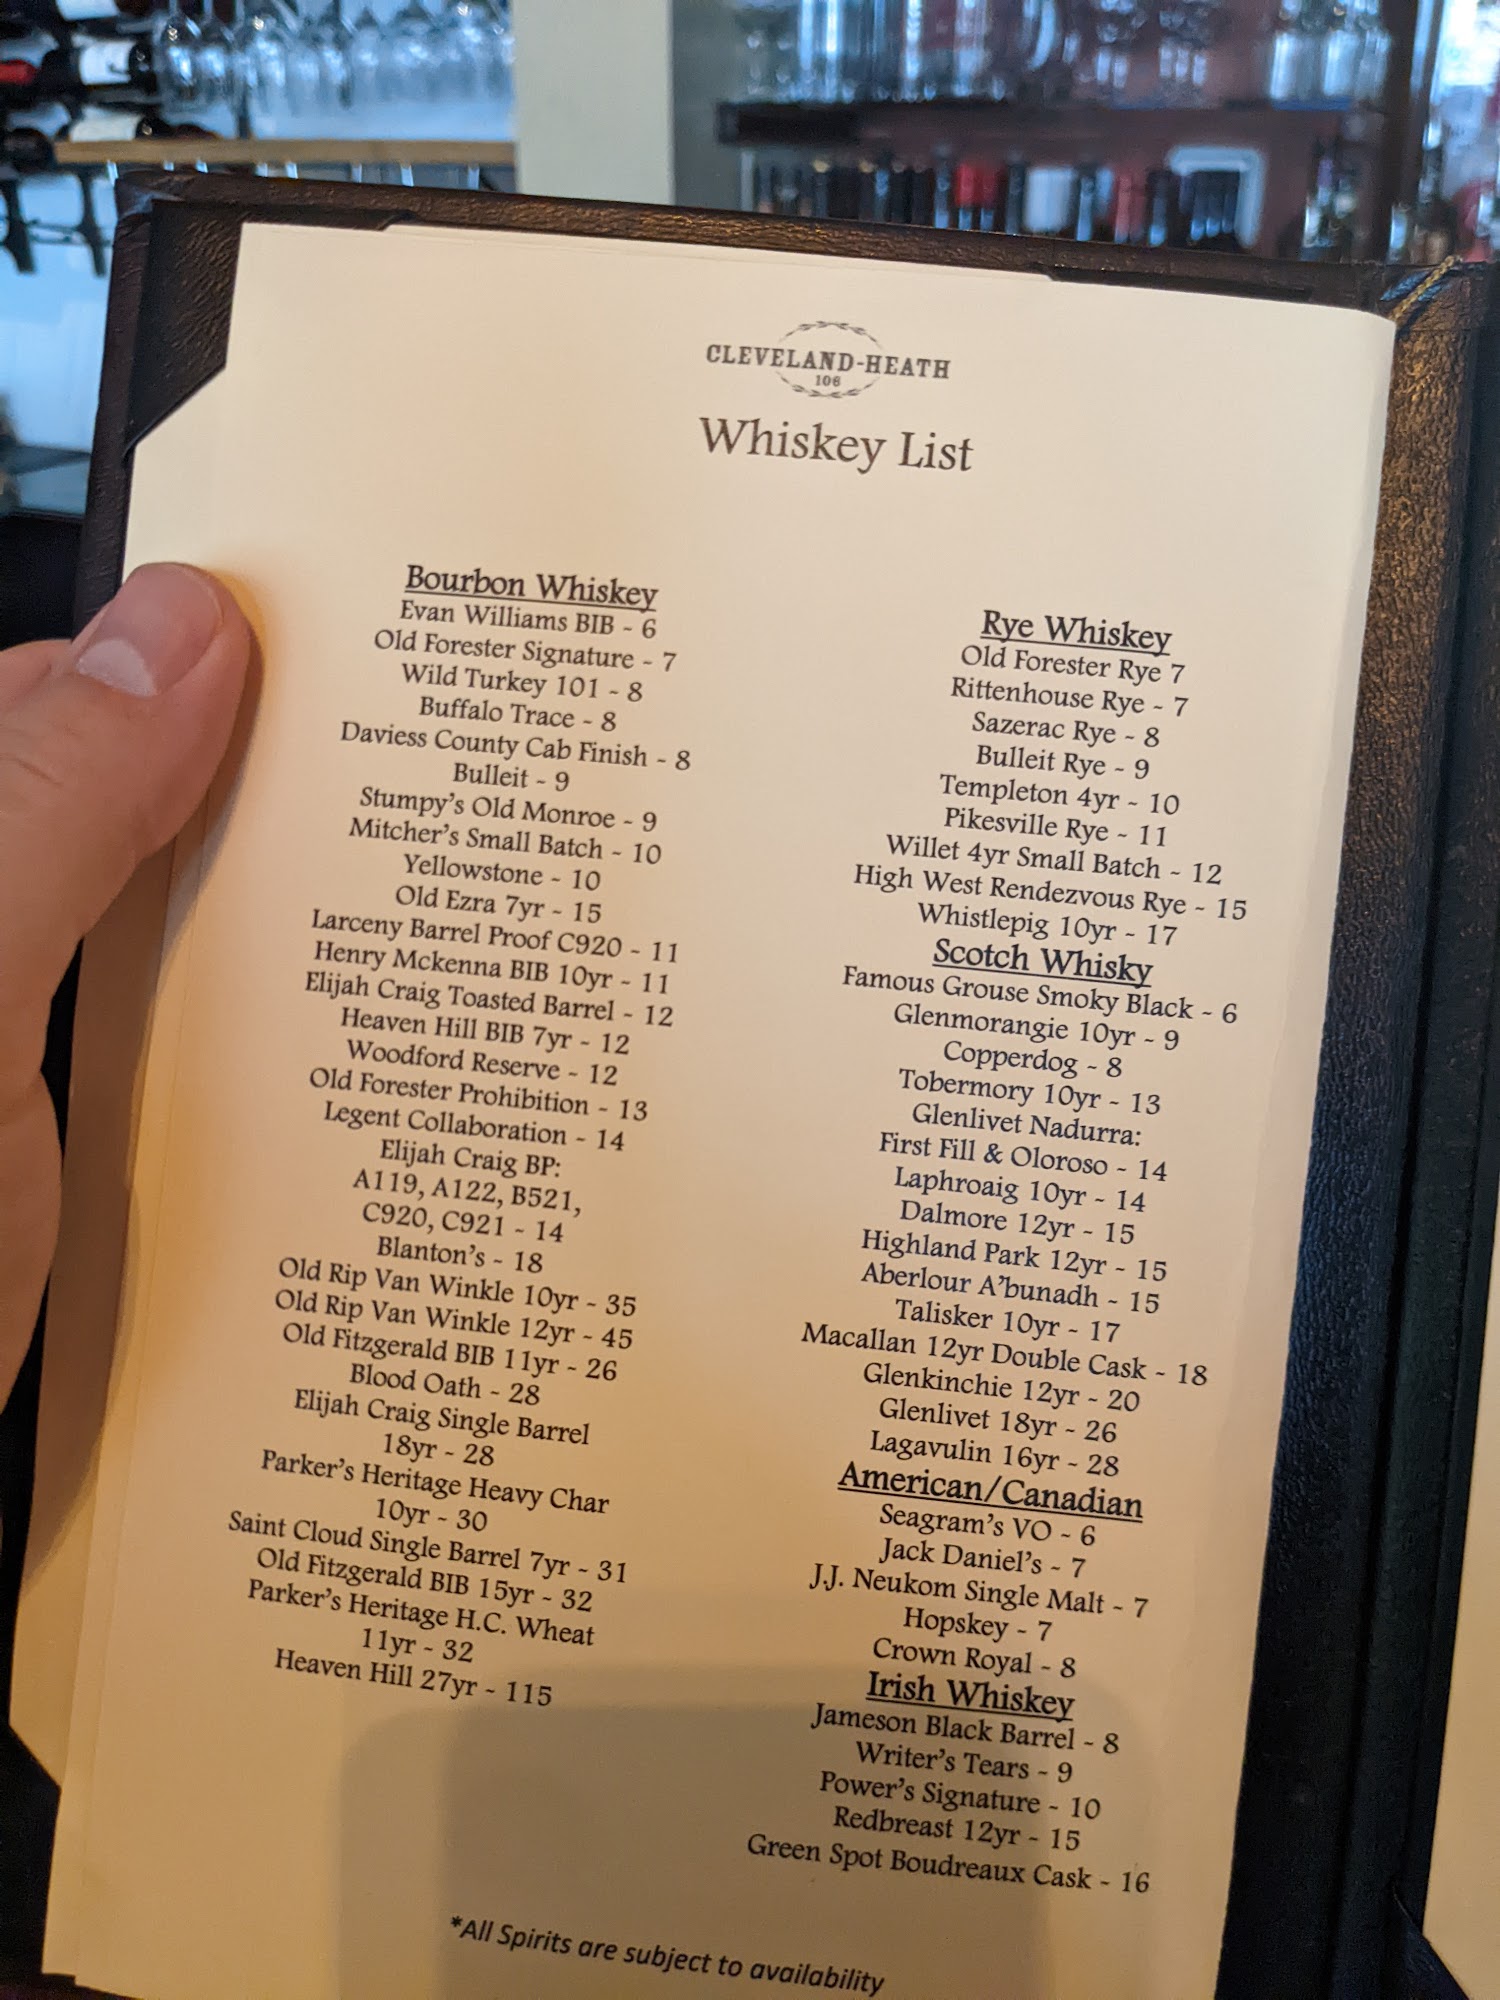 CLEVELAND-HEATH
106
Whiskey List
Bourbon Whiskey
Evan Williams BIB - 6
Old Forester Signature - 7
Wild Turkey 101 - 8
Buffalo Trace - 8
Daviess County Cab Finish - 8
Bulleit - 9
Stumpy's Old Monroe - 9
Mitcher's Small Batch - 10
Yellowstone - 10
Old Ezra 7yr - 15
Larceny Barrel Proof C920 - 11
Henry Mckenna BIB 10yr - 11
Elijah Craig Toasted Barrel - 12
Heaven Hill BIB 7yr - 12
Woodford Reserve - 12
Old Forester Prohibition - 13
Legent Collaboration - 14
Elijah Craig BP:
A119, A122, B521,
C920, C921 - 14
Blanton's - 18
Old Rip Van Winkle 10yr - 35
Old Rip Van Winkle 12yr - 45
Old Fitzgerald BIB 11yr - 26
Blood Oath - 28
Elijah Craig Single Barrel
18yr - 28
Parker's Heritage Heavy Char
10yr - 30
Saint Cloud Single Barrel 7yr - 31
Old Fitzgerald BIB 15yr - 32
Parker's Heritage H.C. Wheat
11yr - 32
Heaven Hill 27yr - 115
Rye Whiskey
Old Forester Rye 7
Rittenhouse Rye - 7
Sazerac Rye - 8
Bulleit Rye - 9
Templeton 4yr - 10
Pikesville Rye - 11
Willet 4yr Small Batch - 12
High West Rendezvous Rye - 15
Whistlepig 10yr - 17
Scotch Whisky
Famous Grouse Smoky Black - 6
Glenmorangie 10yr - 9
Copperdog - 8
Tobermory 10yr - 13
Glenlivet Nadurra:
First Fill & Oloroso - 14
Laphroaig 10yr - 14
Dalmore 12yr - 15
Highland Park 12yr - 15
Aberlour A'bunadh - 15
Talisker 10yr - 17
Macallan 12yr Double Cask - 18
Glenkinchie 12yr - 20
Glenlivet 18yr - 26
Lagavulin 16yr - 28
American/Canadian
Seagram's VO - 6
Jack Daniel's - 7
J.J. Neukom Single Malt - 7
Hopskey - 7
Crown Royal - 8
Irish Whiskey
Jameson Black Barrel - 8
Writer's Tears - 9
Power's Signature - 10
Redbreast 12yr - 15
Green Spot Boudreaux Cask - 16
*All Spirits are subject to availability